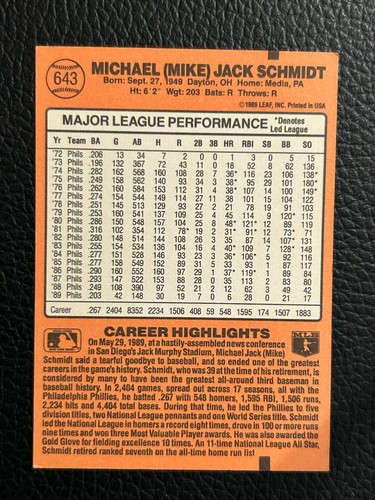 643
MICHAEL (MIKE) JACK SCHMIDT
Born: Sept. 27, 1949 Dayton, OH Home: Media, PA
Ht: 6' 2" Wgt: 203 Bats: R Throws: R
©1989 LEAF, INC. Printed in USA
MAJOR LEAGUE PERFORMANCE *Denotes Led League
Yr Team BA G AB H R 2B 3B HR RBI SB BB SO
'72 Phils .206 13 34 7 2 0 0 1 3 0 5 15
'73 Phils .196 132 367 72 43 11 0 18 52 8 62 136
'74 Phils .282 162 568 160 108 28 7 36* 116 23 106 138*
'75 Phils .249 158 562 140 93 34 3 38* 95 29 101 180*
'76 Phils .262 160 584 153 112 31 4 38* 107 14 100 149*
'77 Phils .274 154 544 149 114 27 11 38 101 15 104 122
'78 Phils .251 145 513 129 93 27 2 21 78 19 91 103
'79 Phils .253 160 541 137 109 25 4 45 114 9 120* 115
'80 Phils .286 150 548 157 104 25 8 48* 121* 12 89 119
'81 Phils .316 102 354 112 78* 19 2 31* 91* 12 73* 71
'82 Phils .280 148 514 144 108 26 3 35 87 14 107* 131
'83 Phils .255 154 534 136 104 16 4 40* 109 7 128* 148
'84 Phils .277 151 528 146 93 23 3 36* 106* 5 92 116
'85 Phils .277 158 549 152 89 31 5 33 93 1 87 117
'86 Phils .290 160 552 160 97 29 1 37* 119* 1 89 84
'87 Phils .293 147 522 153 88 28 0 35 113 2 83 80
'88 Phils .249 108 390 97 52 21 2 12 62 3 49 42
'89 Phils .203 42 148 30 19 7 0 6 28 0 21 17
Career .267 2404 8352 2234 1506 408 59 548 1595 174 1507 1883
CAREER HIGHLIGHTS
On May 29, 1989, at a hastily-assembled news conference
in San Diego's Jack Murphy Stadium, Michael Jack (Mike)
Schmidt said a tearful goodbye to baseball, and so ended one of the greatest
careers in the game's history. Schmidt, who was 39 at the time of his retirement, is
considered by many to have been the greatest all-around third baseman in
baseball history. In 2,404 games, spread out across 17 seasons, all with the
Philadelphia Phillies, he batted .267 with 548 homers, 1,595 RBI, 1,506 runs,
2,234 hits and 4,404 total bases. During that time, he led the Phillies to five
division titles, two National League pennants and one World Series title. Schmidt
led the National League in homers a record eight times, drove in 100 or more runs
nine times and won three Most Valuable Player awards. He was also awarded the
Gold Glove for fielding excellence 10 times. An 11-time National League All Star,
Schmidt retired ranked seventh on the all-time home run list